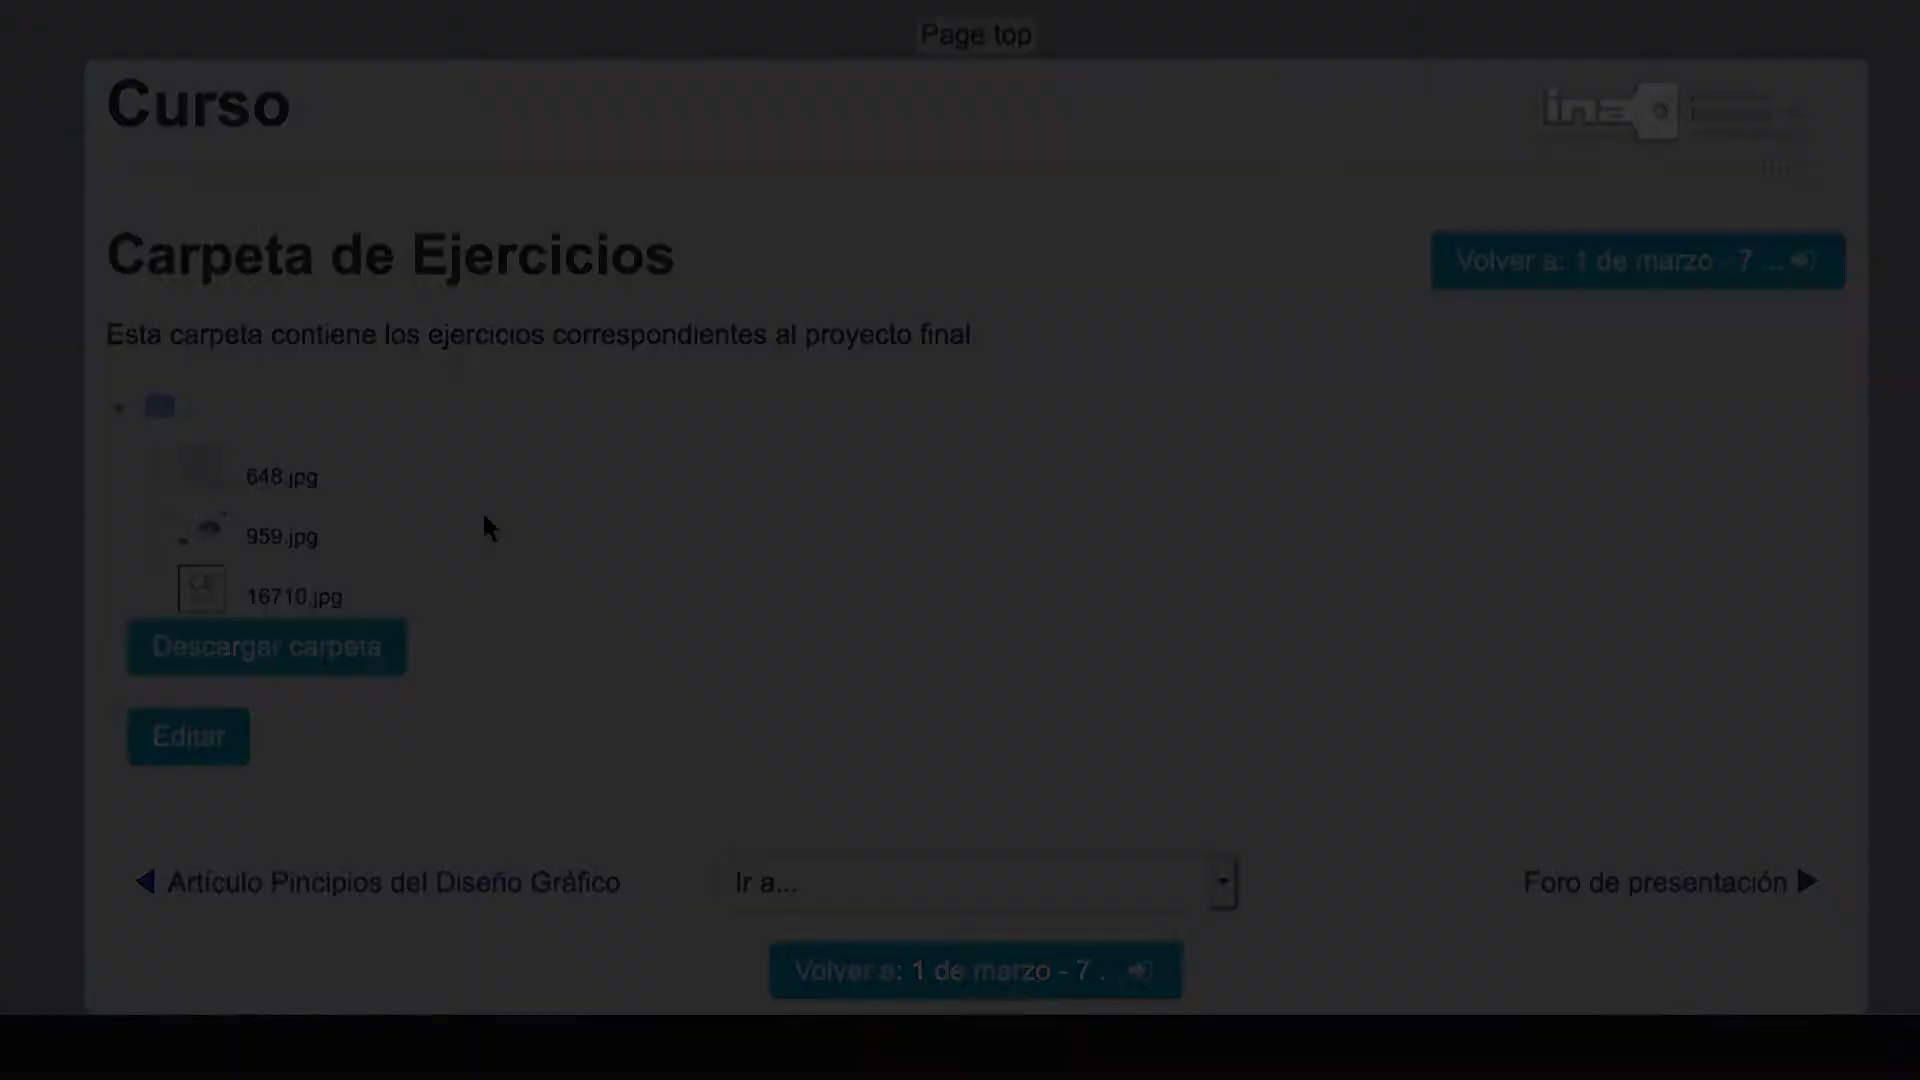 Page top
Curso
ina
Carpeta de Ejercicios
Volver a: 1 de marzo - 7 ...
Esta carpeta contiene los ejercicios correspondientes al proyecto final
648.jpg
959.jpg
16710.jpg
Descargar carpeta
Editar
Artículo Pincipios del Diseño Gráfico
Ir a...
Foro de presentación
Volver a: 1 de marzo - 7 .